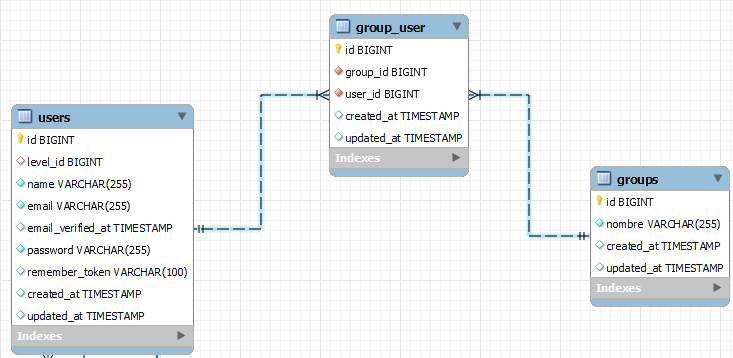 group_user
id BIGINT
group_id BIGINT
user_id BIGINT
created_at TIMESTAMP
updated_at TIMESTAMP
Indexes
users
id BIGINT
level_id BIGINT
name VARCHAR(255)
email VARCHAR(255)
email_verified_at TIMESTAMP
password VARCHAR(255)
remember_token VARCHAR(100)
created_at TIMESTAMP
updated_at TIMESTAMP
Indexes
groups
id BIGINT
nombre VARCHAR(255)
created_at TIMESTAMP
updated_at TIMESTAMP
Indexes